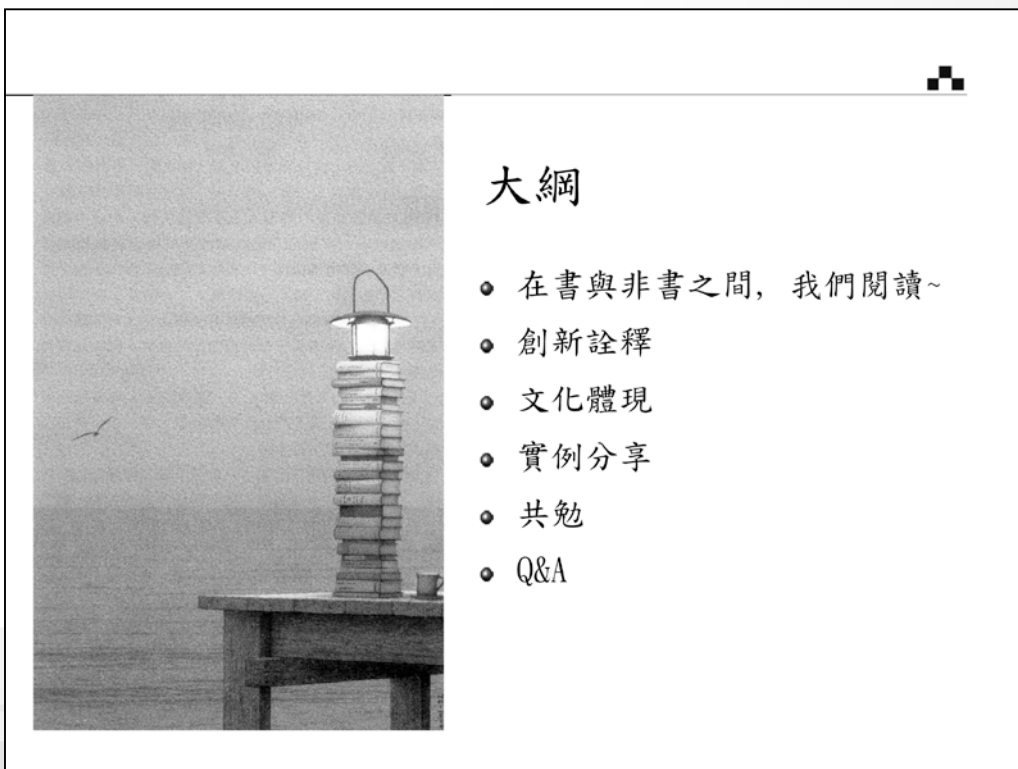 大綱
在書與非書之間, 我們閱讀~
創新詮釋
文化體現
實例分享
共勉
Q&A